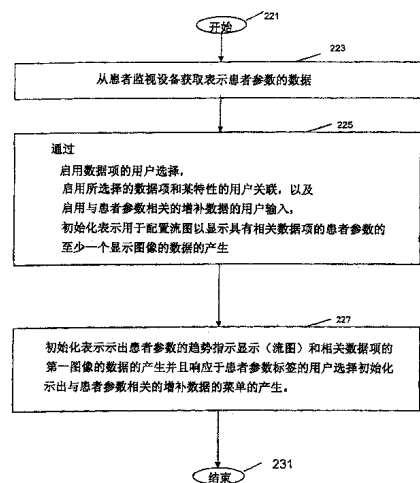 221
开始
223
从患者监视设备获取表示患者参数的数据
225
通过
启用数据项的用户选择，
启用所选择的数据项和某特性的用户关联，以及
启用与患者参数相关的增补数据的用户输入，
初始化表示用于配置流图以显示具有相关数据项的患者参数的
至少一个显示图像的数据的产生
227
初始化表示示出患者参数的趋势指示显示（流图）和相关数据项的
第一图像的数据的产生并且响应于患者参数标签的用户选择初始化
示出与患者参数相关的增补数据的菜单的产生。
231
结束